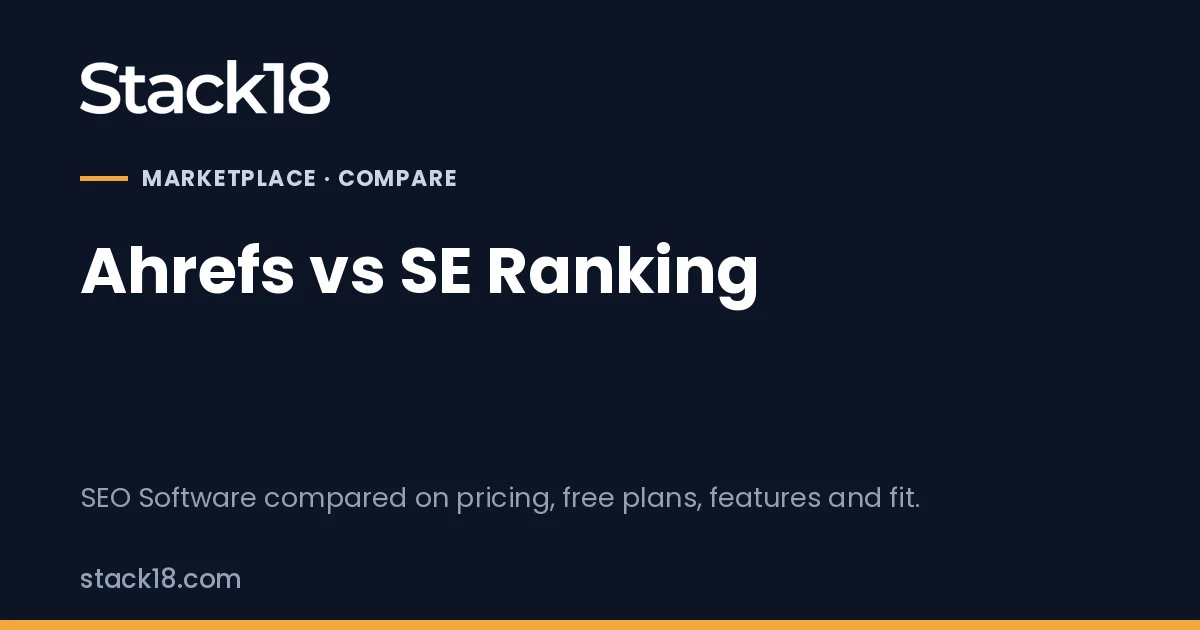 Stack18
MARKETPLACE · COMPARE
Ahrefs vs SE Ranking
SEO Software compared on pricing, free plans, features and fit.
stack18.com